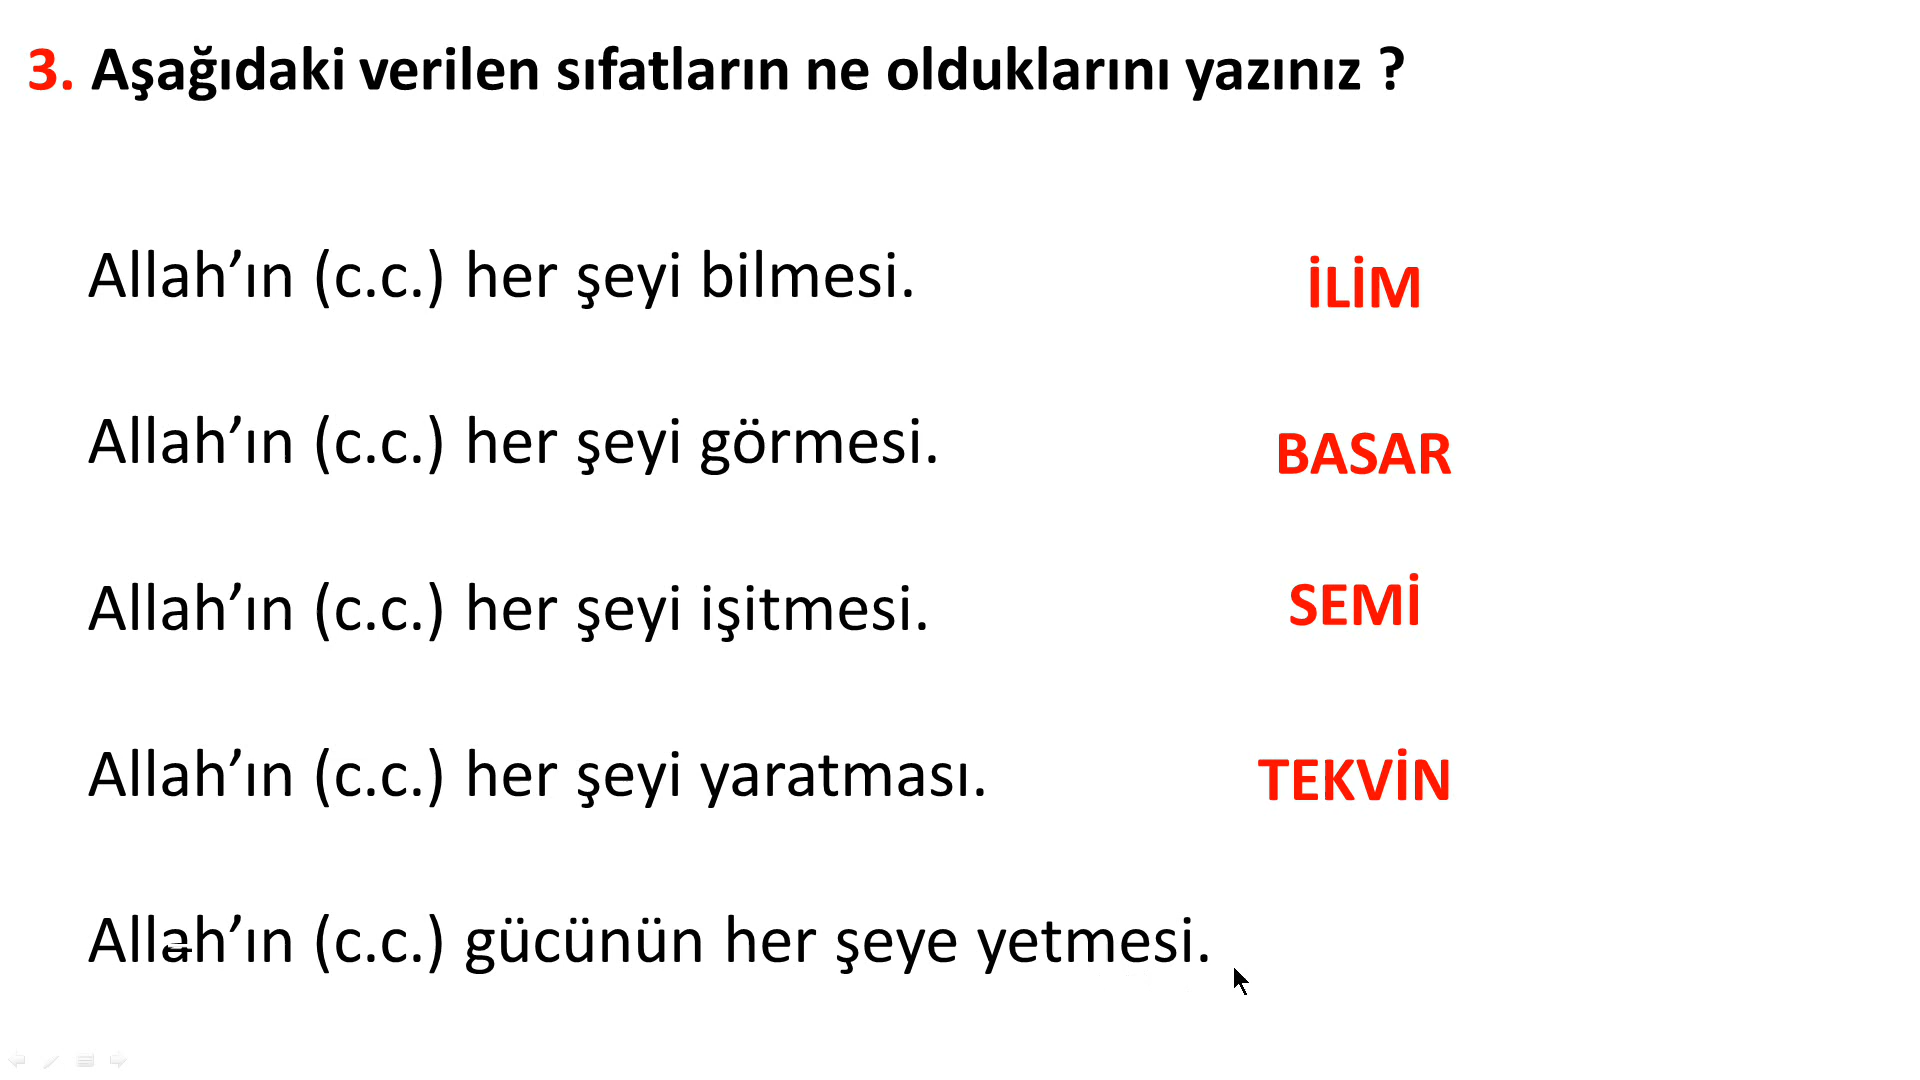 3. Aşağıdaki verilen sıfatların ne olduklarını yazınız ?
Allah’ın (c.c.) her şeyi bilmesi. İLİM
Allah’ın (c.c.) her şeyi görmesi. BASAR
Allah’ın (c.c.) her şeyi işitmesi. SEMİ
Allah’ın (c.c.) her şeyi yaratması. TEKVİN
Allah’ın (c.c.) gücünün her şeye yetmesi.